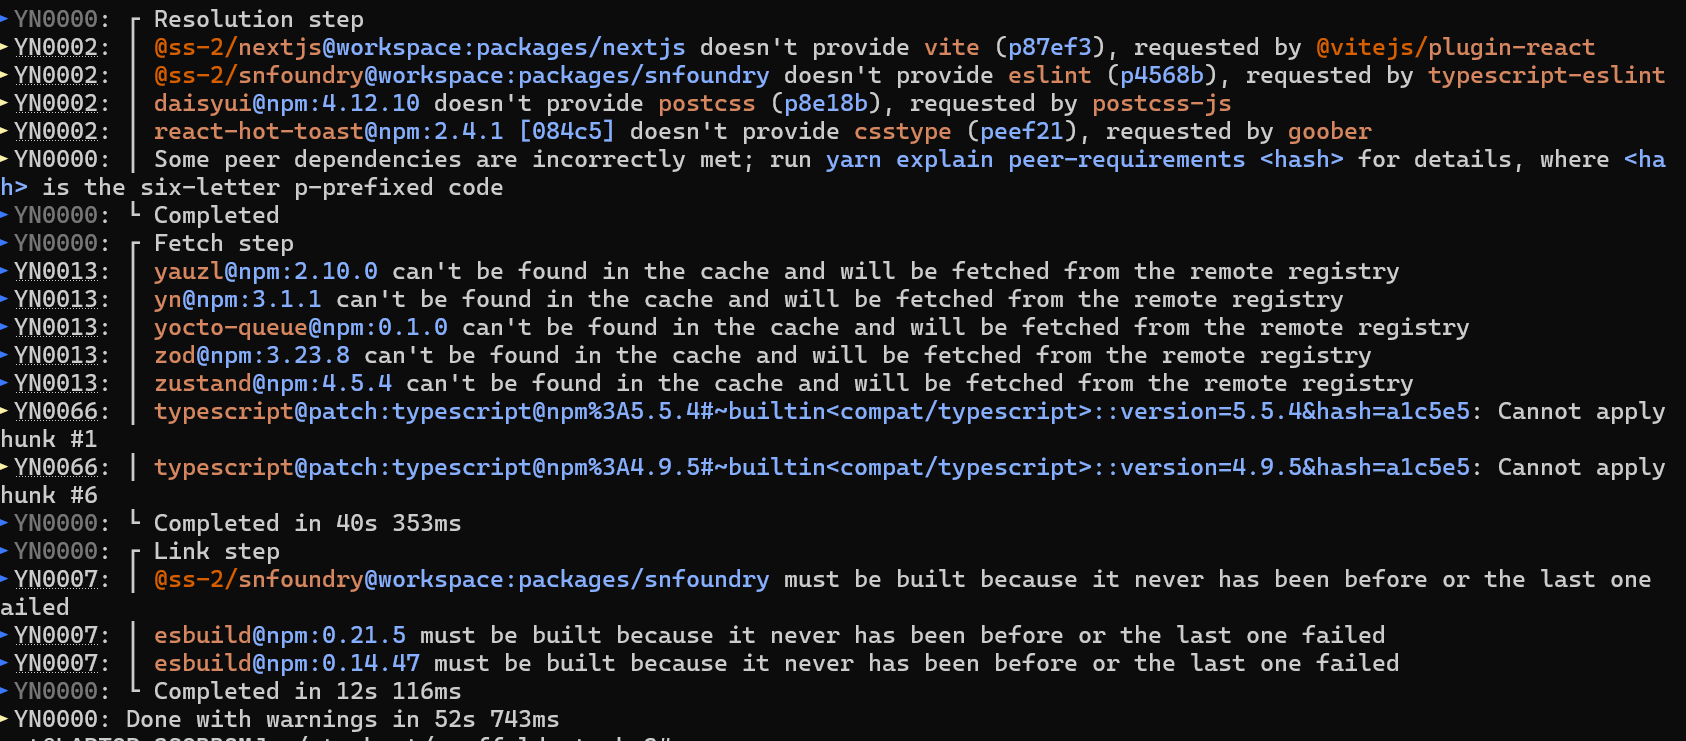 YN0000: ┌ Resolution step
YN0002: │ @ss-2/nextjs@workspace:packages/nextjs doesn't provide vite (p87ef3), requested by @vitejs/plugin-react
YN0002: │ @ss-2/snfoundry@workspace:packages/snfoundry doesn't provide eslint (p4568b), requested by typescript-eslint
YN0002: │ daisyui@npm:4.12.10 doesn't provide postcss (p8e18b), requested by postcss-js
YN0002: │ react-hot-toast@npm:2.4.1 [084c5] doesn't provide csstype (peef21), requested by goober
YN0000: │ Some peer dependencies are incorrectly met; run yarn explain peer-requirements <hash> for details, where <ha
h> is the six-letter p-prefixed code
YN0000: └ Completed
YN0000: ┌ Fetch step
YN0013: │ yauzl@npm:2.10.0 can't be found in the cache and will be fetched from the remote registry
YN0013: │ yn@npm:3.1.1 can't be found in the cache and will be fetched from the remote registry
YN0013: │ yocto-queue@npm:0.1.0 can't be found in the cache and will be fetched from the remote registry
YN0013: │ zod@npm:3.23.8 can't be found in the cache and will be fetched from the remote registry
YN0013: │ zustand@npm:4.5.4 can't be found in the cache and will be fetched from the remote registry
YN0066: │ typescript@patch:typescript@npm%3A5.5.4#~builtin<compat/typescript>::version=5.5.4&hash=a1c5e5: Cannot apply
hunk #1
YN0066: │ typescript@patch:typescript@npm%3A4.9.5#~builtin<compat/typescript>::version=4.9.5&hash=a1c5e5: Cannot apply
hunk #6
YN0000: └ Completed in 40s 353ms
YN0000: ┌ Link step
YN0007: │ @ss-2/snfoundry@workspace:packages/snfoundry must be built because it never has been before or the last one
ailed
YN0007: │ esbuild@npm:0.21.5 must be built because it never has been before or the last one failed
YN0007: │ esbuild@npm:0.14.47 must be built because it never has been before or the last one failed
YN0000: └ Completed in 12s 116ms
YN0000: Done with warnings in 52s 743ms